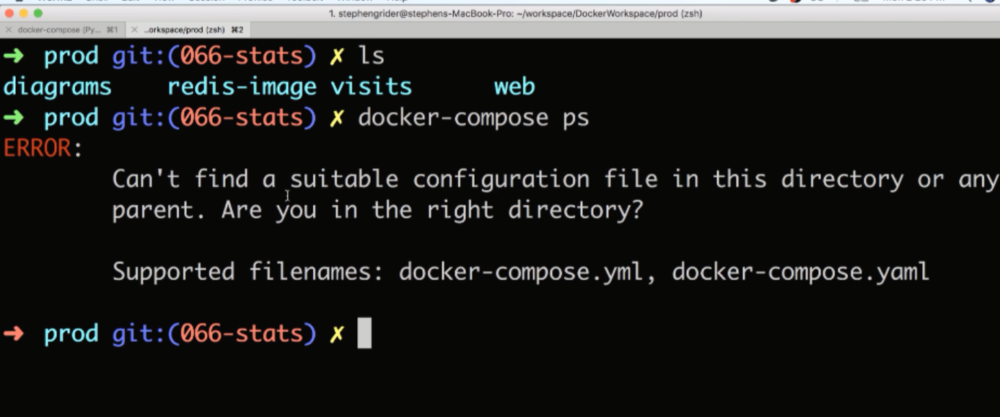 1. stephengrider@stephens-MacBook-Pro: ~/workspace/DockerWorkspace/prod (zsh)
× docker-compose (Py... ⌘1 × ..orkspace/prod (zsh) ⌘2
➜ prod git:(066-stats) ✗ ls
diagrams redis-image visits web
➜ prod git:(066-stats) ✗ docker-compose ps
ERROR:
Can't find a suitable configuration file in this directory or any
parent. Are you in the right directory?
Supported filenames: docker-compose.yml, docker-compose.yaml
➜ prod git:(066-stats) ✗